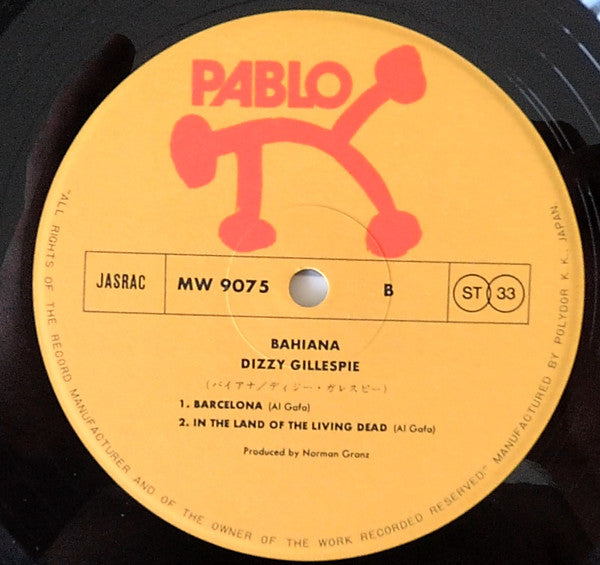 PABLO
JASRAC
MW 9075
B
ST 33
BAHIANA
DIZZY GILLESPIE
(バイアナ/ディジー・ガレスピー)
1. BARCELONA (Al Gafa)
2. IN THE LAND OF THE LIVING DEAD (Al Gafa)
Produced by Norman Granz
"ALL RIGHTS OF THE RECORD MANUFACTURER AND OF THE OWNER OF THE WORK RECORDED RESERVED." MANUFACTURED BY POLYDOR K. K., JAPAN